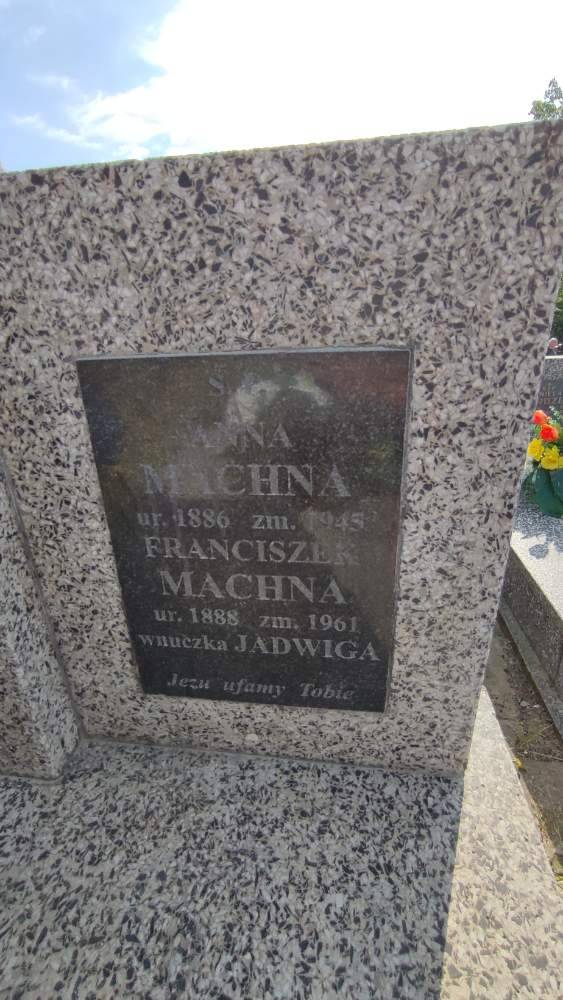 ANNA
MACHNA
ur. 1886 zm. 1945
FRANCISZEK
MACHNA
ur. 1888 zm. 1961
wnuczka JADWIGA
Jezu ufamy Tobie